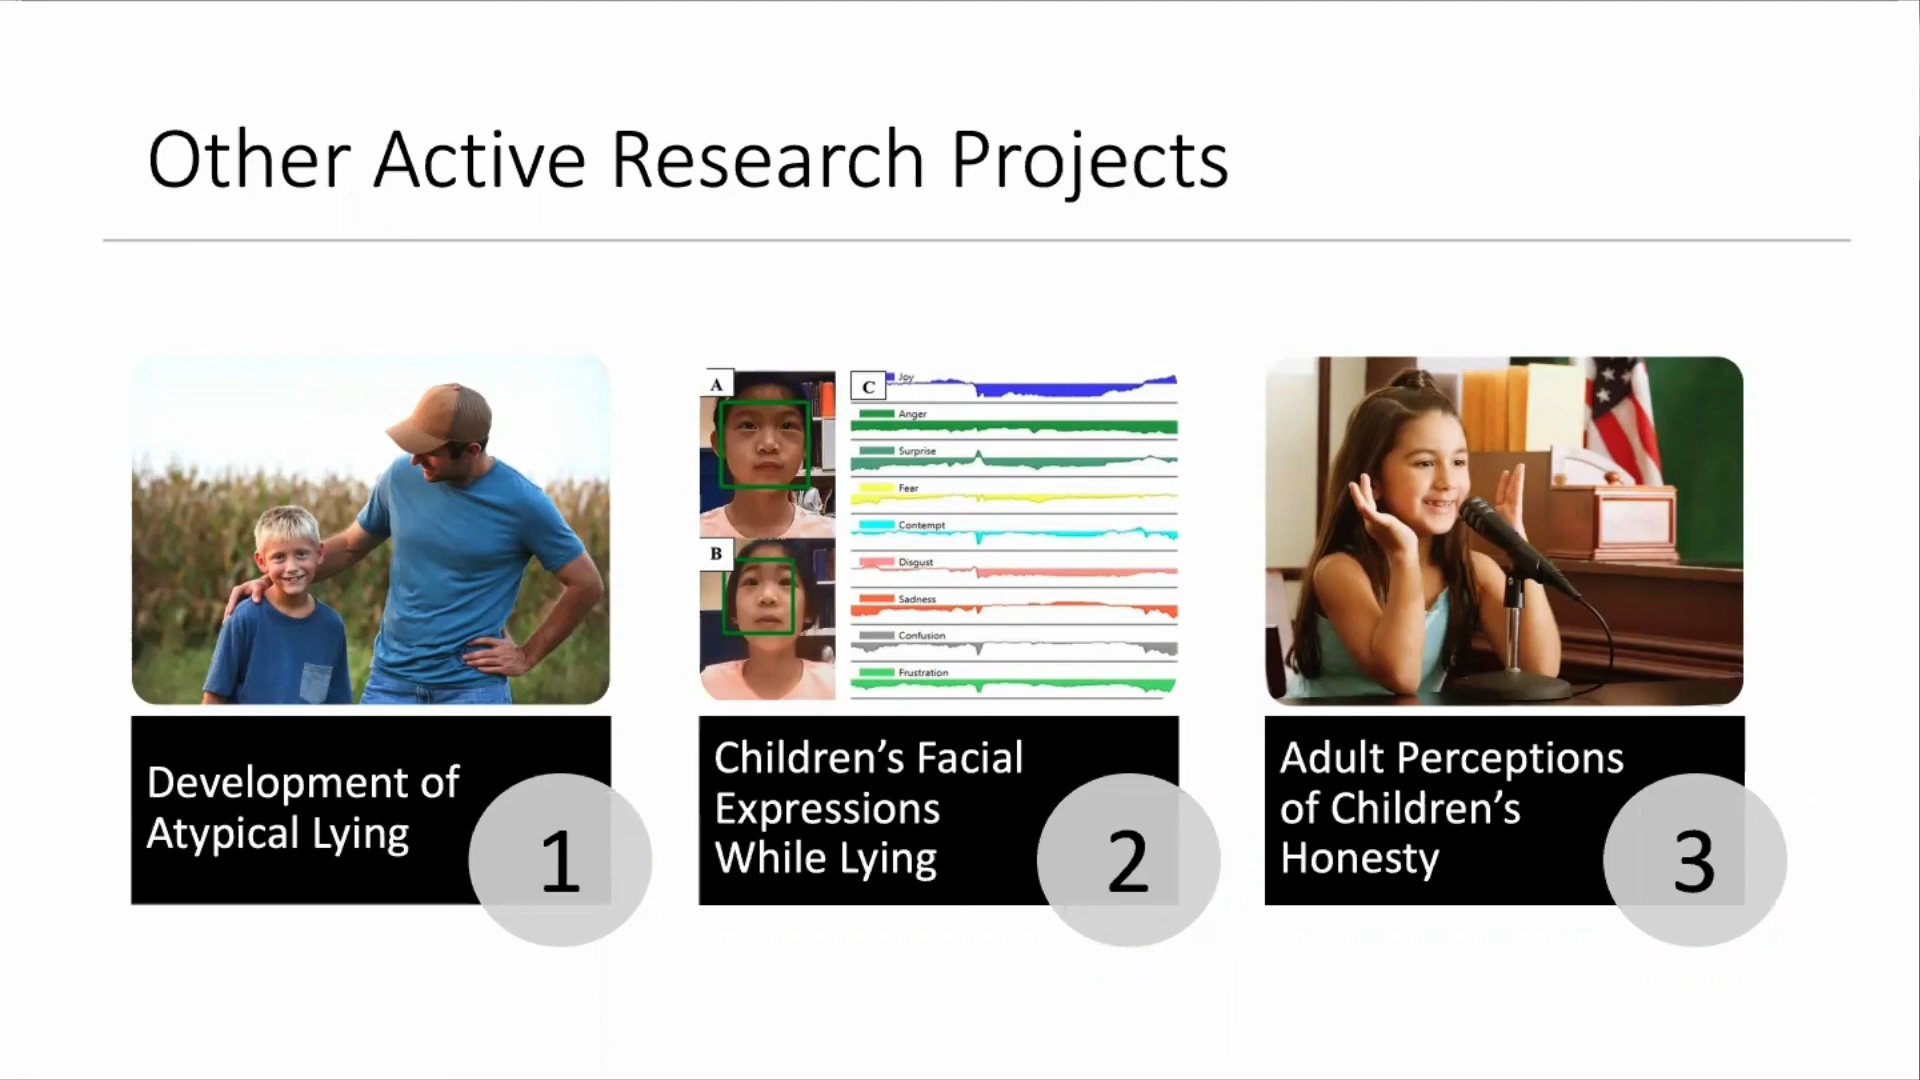 Other Active Research Projects
A
B
C
Joy
Anger
Surprise
Fear
Contempt
Disgust
Sadness
Confusion
Frustration
Development of
Atypical Lying
1
Children’s Facial
Expressions
While Lying
2
Adult Perceptions
of Children’s
Honesty
3